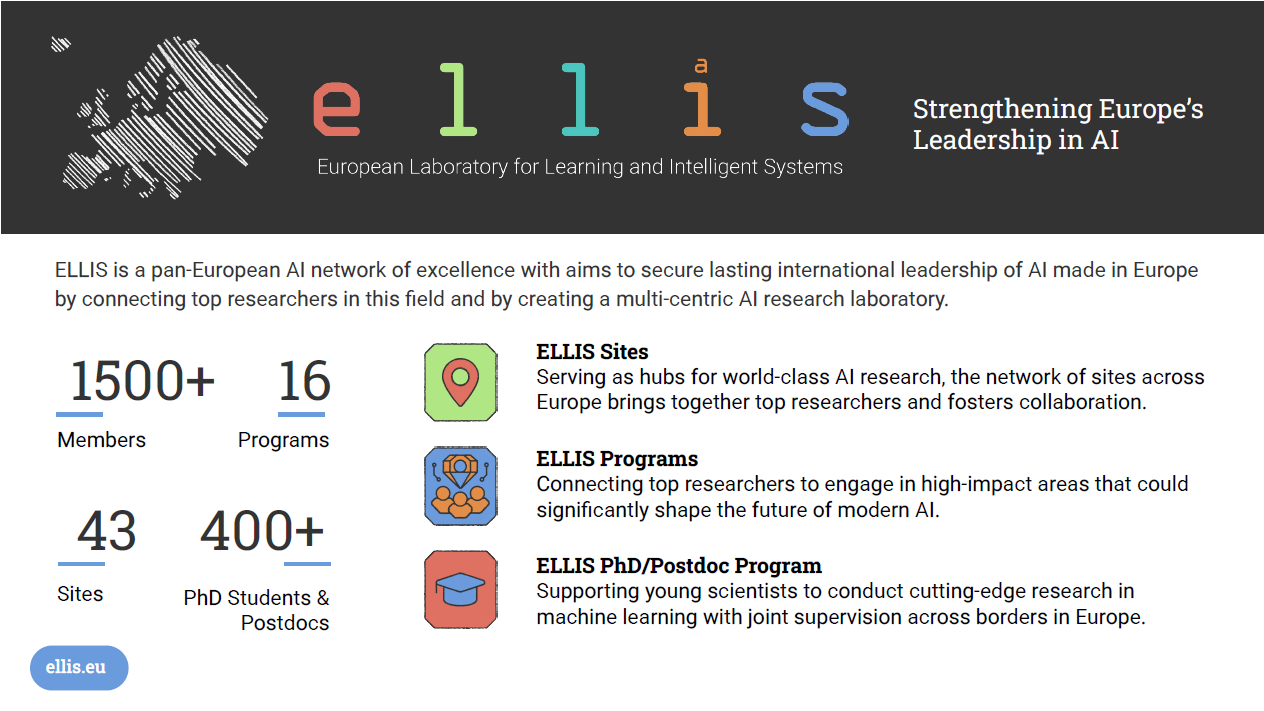 a
ellis
European Laboratory for Learning and Intelligent Systems
Strengthening Europe's
Leadership in AI
ELLIS is a pan-European AI network of excellence with aims to secure lasting international leadership of AI made in Europe
by connecting top researchers in this field and by creating a multi-centric AI research laboratory.
1500+
Members
16
Programs
43
Sites
400+
PhD Students &
Postdocs
ELLIS Sites
Serving as hubs for world-class AI research, the network of sites across
Europe brings together top researchers and fosters collaboration.
ELLIS Programs
Connecting top researchers to engage in high-impact areas that could
significantly shape the future of modern AI.
ELLIS PhD/Postdoc Program
Supporting young scientists to conduct cutting-edge research in
machine learning with joint supervision across borders in Europe.
ellis.eu